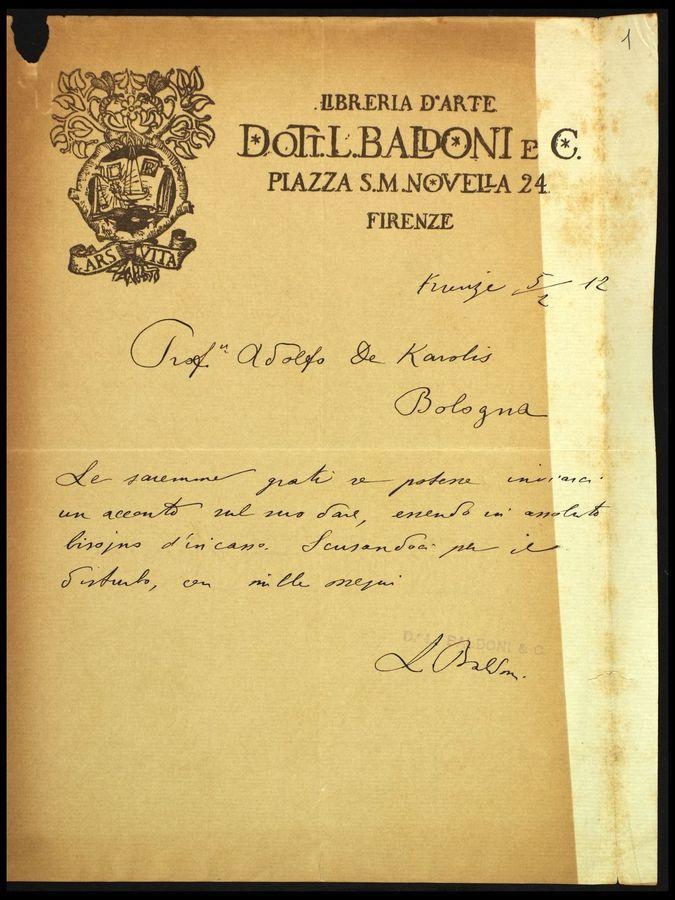 1
LIBRERIA D'ARTE
DOTT. L. BALDONI E C.
PIAZZA S. M. NOVELLA 24.
FIRENZE
ARS VITA
Firenze 5/2 12
Prof.r Adolfo De Karolis
Bologna
Le saremmo grati se potesse inviarci
un acconto sul suo dare, essendo in assoluto
bisogno d'incasso. Scusandoci per il
disturbo, con mille ossequi
D. L. BALDONI & C.
L Baldoni